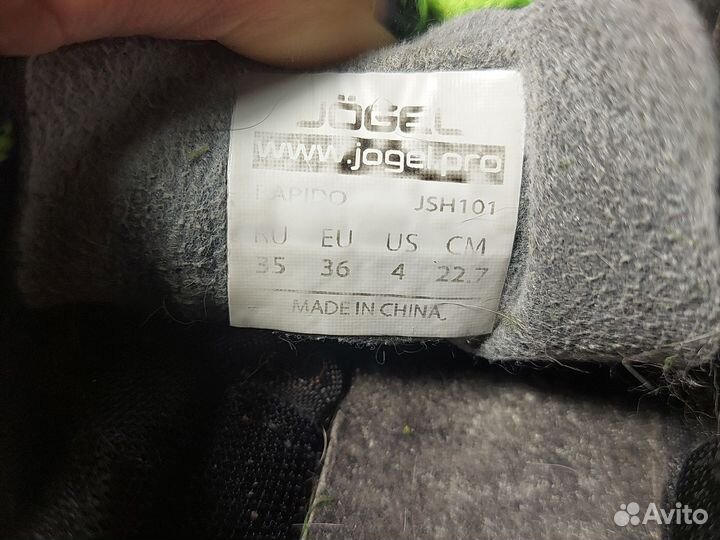 JÖGEL
www.jogel.pro
RAPIDO JSH101
RU EU US CM
35 36 4 22.7
MADE IN CHINA
Avito